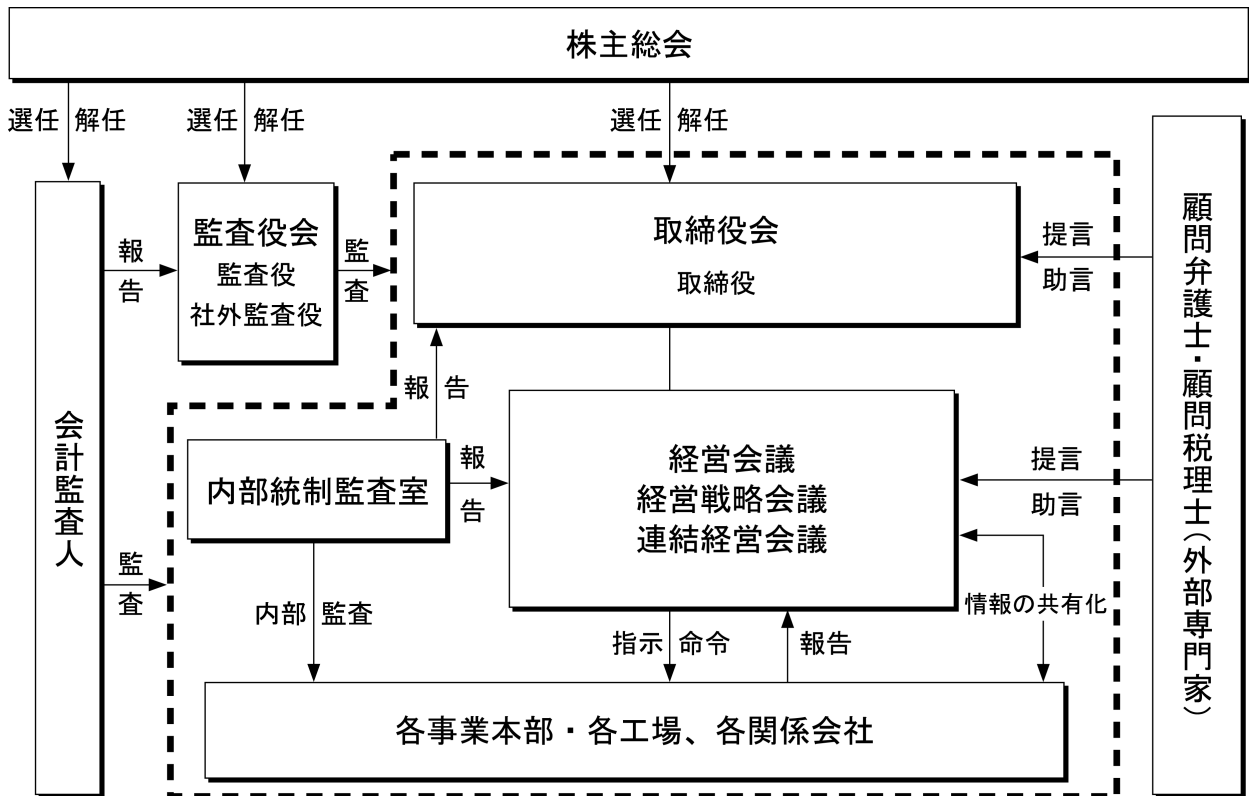 株主総会
選任 解任
選任 解任
選任 解任
監査役会
監査役
社外監査役
取締役会
取締役
報告
監査
提言
助言
顧問弁護士・顧問税理士(外部専門家)
会計監査人
報告
内部統制監査室
報告
経営会議
経営戦略会議
連結経営会議
提言
助言
監査
内部 監査
指示 命令
報告
情報の共有化
各事業本部・各工場、各関係会社